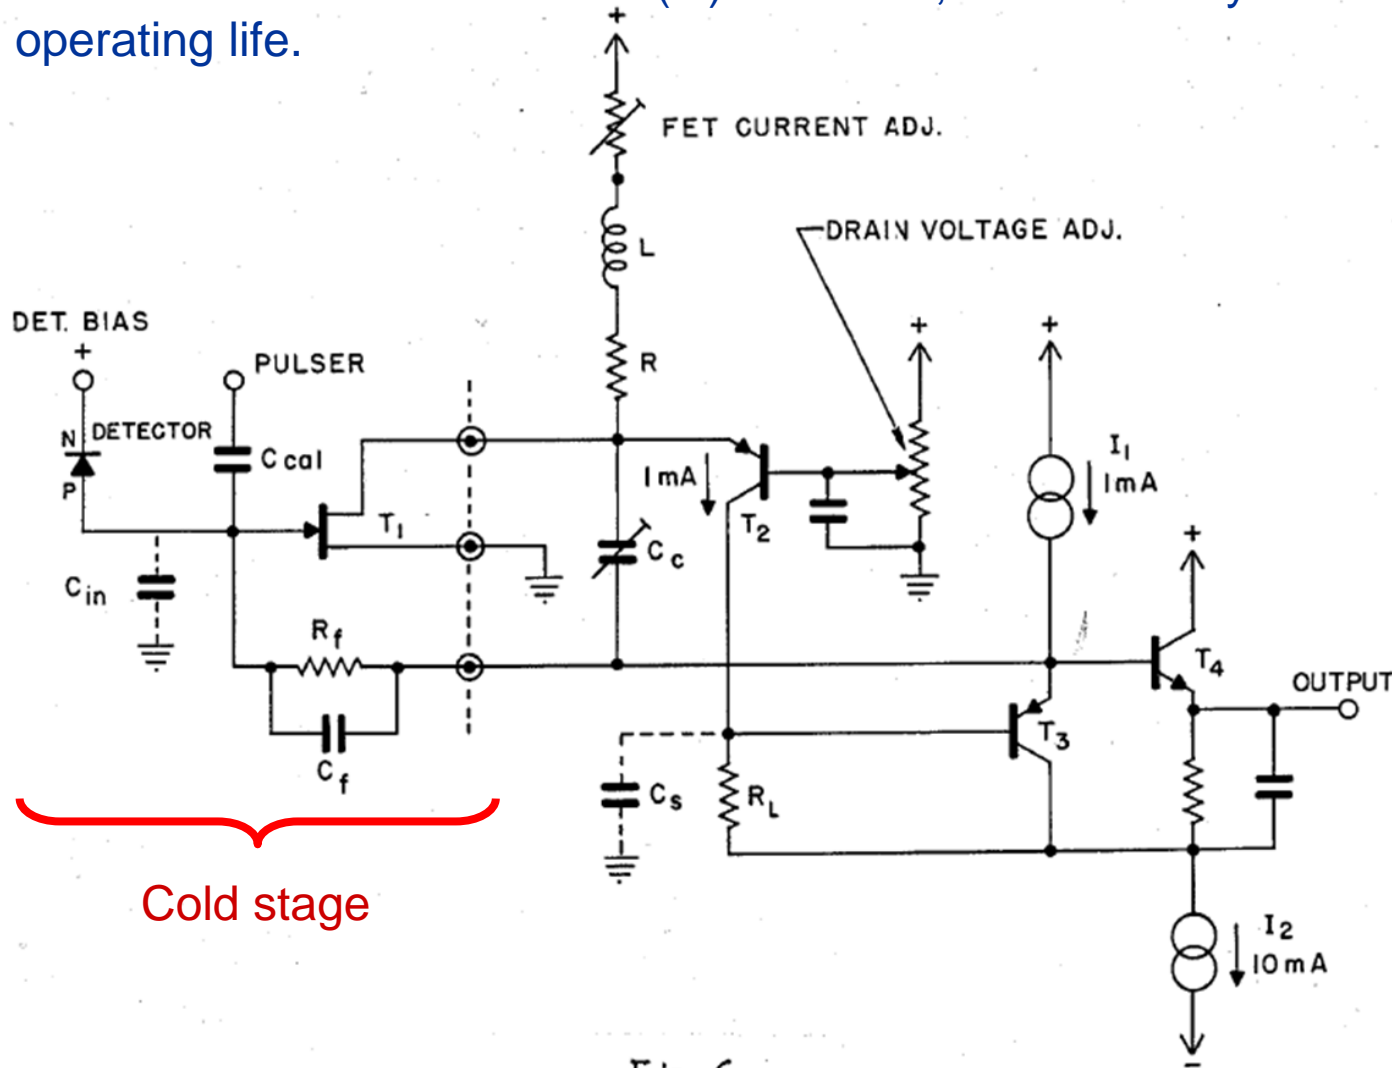 operating life.
+
FET CURRENT ADJ.
L
DRAIN VOLTAGE ADJ.
DET. BIAS
+
PULSER
R
+
+
N DETECTOR
P
C cal
1mA
I1
1mA
T1
T2
+
Cin
Cc
Rf
T4
OUTPUT
T3
Cf
Cs
RL
Cold stage
I2
10mA